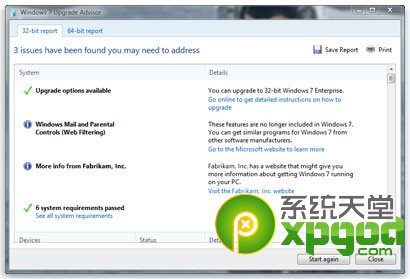 Windows 7 Upgrade Advisor
32-bit report
64-bit report
3 issues have been found you may need to address
Save Report
Print
System
Details
Upgrade options available
You can upgrade to 32-bit Windows 7 Enterprise.
Go online to get detailed instructions on how to
upgrade
Windows Mail and Parental
Controls (Web Filtering)
These features are no longer included in Windows 7.
You can get similar programs for Windows 7 from
other software manufacturers.
Go to the Microsoft website to learn more
More info from Fabrikam, Inc.
Fabrikam, Inc. has a website that might give you
more information about getting Windows 7 running
on your PC.
Visit the Fabrikam, Inc. website
6 system requirements passed
See all system requirements
系统天堂
xpgod.com
Devices
Status
Start again
Close